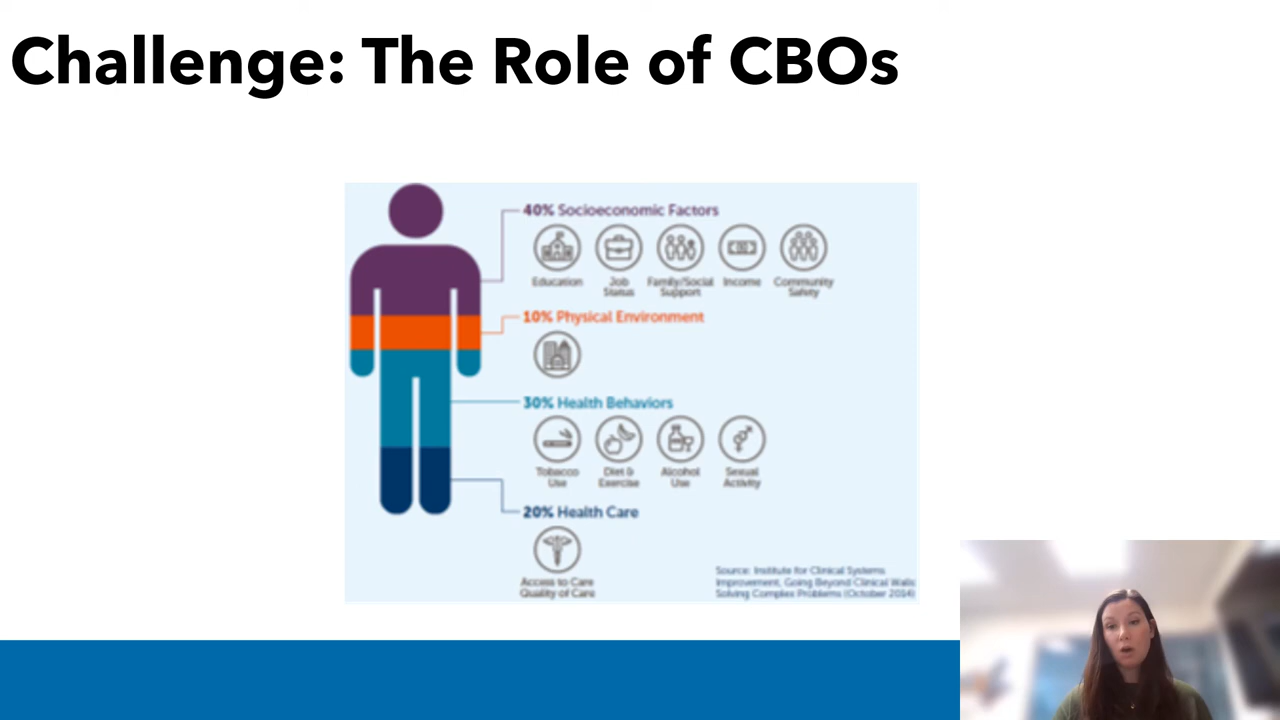 Challenge: The Role of CBOs
40% Socioeconomic Factors
Education
Job
Status
Family/Social
Support
Income
Community
Safety
10% Physical Environment
30% Health Behaviors
Tobacco
Use
Diet &
Exercise
Alcohol
Use
Sexual
Activity
20% Health Care
Access to Care
Quality of Care
Source: Institute for Clinical Systems
Improvement, Going Beyond Clinical Walls
Solving Complex Problems (October 2014)